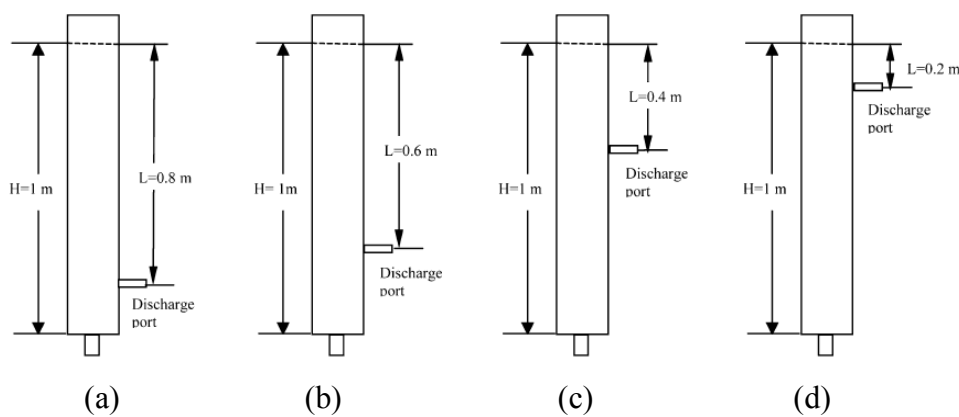 H=1 m
L=0.8 m
Discharge
port
(a)
H= 1m
L=0.6 m
Discharge
port
(b)
H=1 m
L=0.4 m
Discharge
port
(c)
H=1 m
L=0.2 m
Discharge
port
(d)